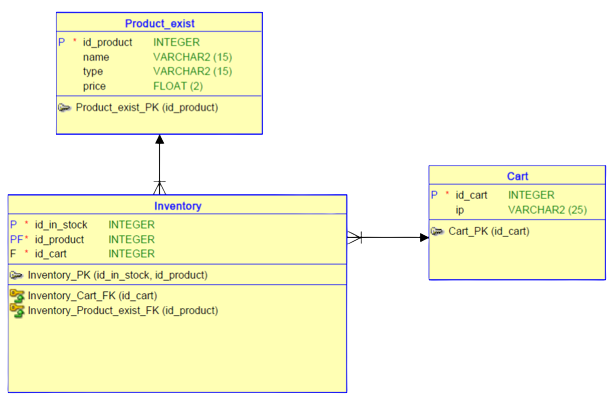 Product_exist
P * id_product INTEGER
name VARCHAR2 (15)
type VARCHAR2 (15)
price FLOAT (2)
Product_exist_PK (id_product)
Cart
P * id_cart INTEGER
ip VARCHAR2 (25)
Cart_PK (id_cart)
Inventory
P * id_in_stock INTEGER
PF* id_product INTEGER
F * id_cart INTEGER
Inventory_PK (id_in_stock, id_product)
Inventory_Cart_FK (id_cart)
Inventory_Product_exist_FK (id_product)